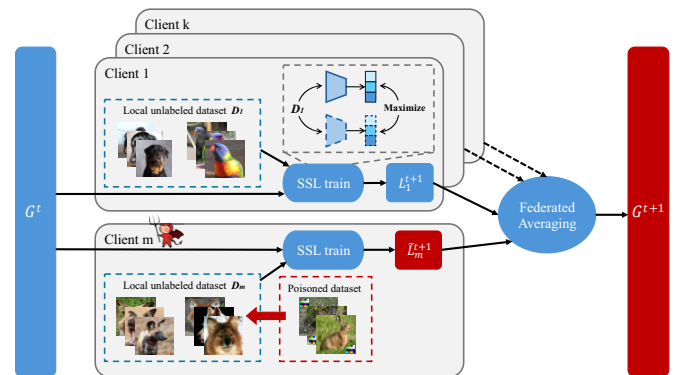 Client k
Client 2
Client 1
Local unlabeled dataset D₁
D₁
Maximize
SSL train
L₁ᵗ⁺¹
Gᵗ
Federated
Averaging
Gᵗ⁺¹
Client m
SSL train
L̃ₘᵗ⁺¹
Local unlabeled dataset Dₘ
Poisoned dataset